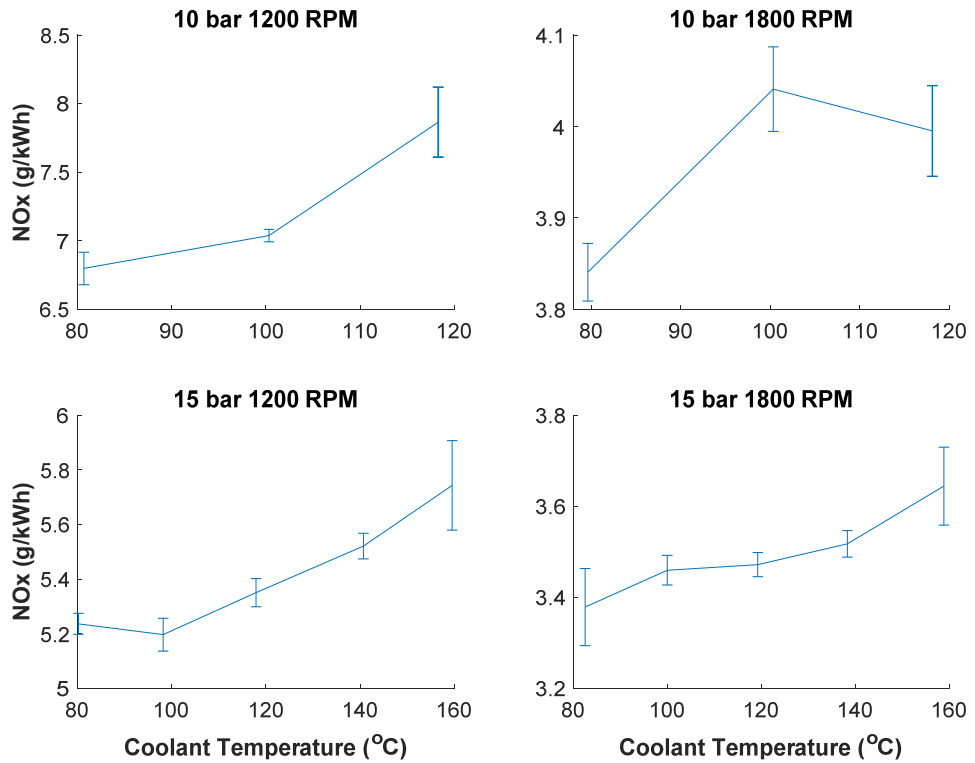 10 bar 1200 RPM
8.5
8
7.5
7
6.5
NOx (g/kWh)
80 90 100 110 120
10 bar 1800 RPM
4.1
4
3.9
3.8
80 90 100 110 120
15 bar 1200 RPM
6
5.8
5.6
5.4
5.2
5
NOx (g/kWh)
80 100 120 140 160
Coolant Temperature (°C)
15 bar 1800 RPM
3.8
3.6
3.4
3.2
80 100 120 140 160
Coolant Temperature (°C)